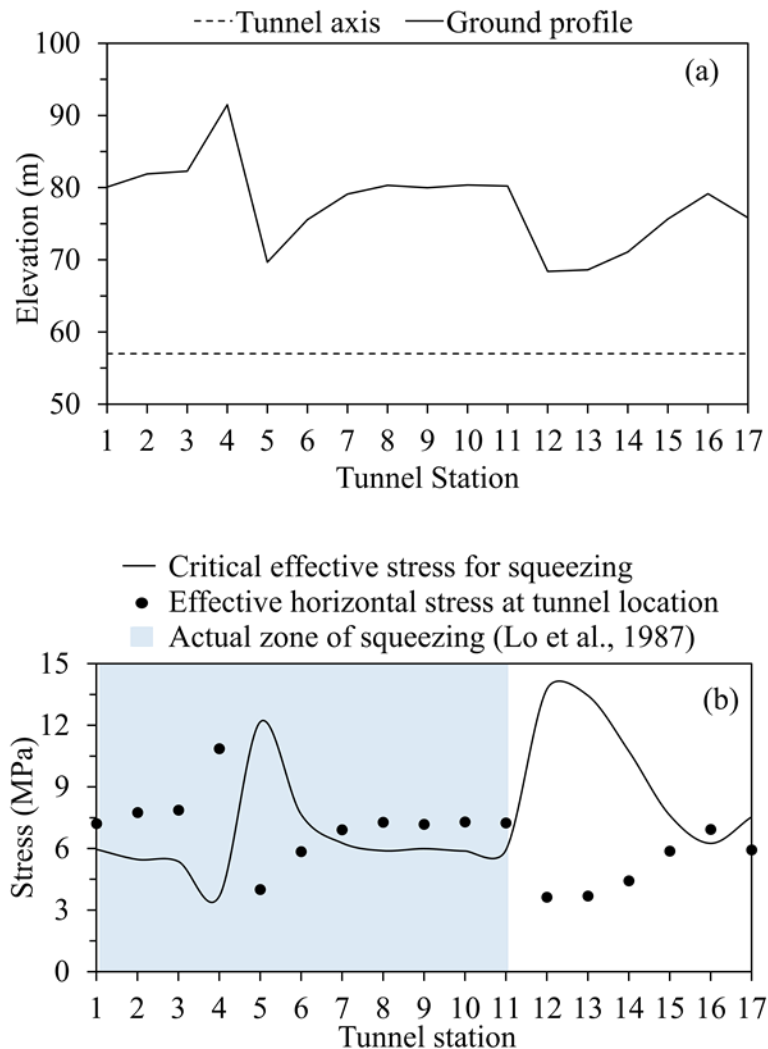 Tunnel axis Ground profile
(a)
100
90
80
70
60
50
Elevation (m)
1 2 3 4 5 6 7 8 9 10 11 12 13 14 15 16 17
Tunnel Station
Critical effective stress for squeezing
Effective horizontal stress at tunnel location
Actual zone of squeezing (Lo et al., 1987)
(b)
15
12
9
6
3
0
Stress (MPa)
1 2 3 4 5 6 7 8 9 10 11 12 13 14 15 16 17
Tunnel station